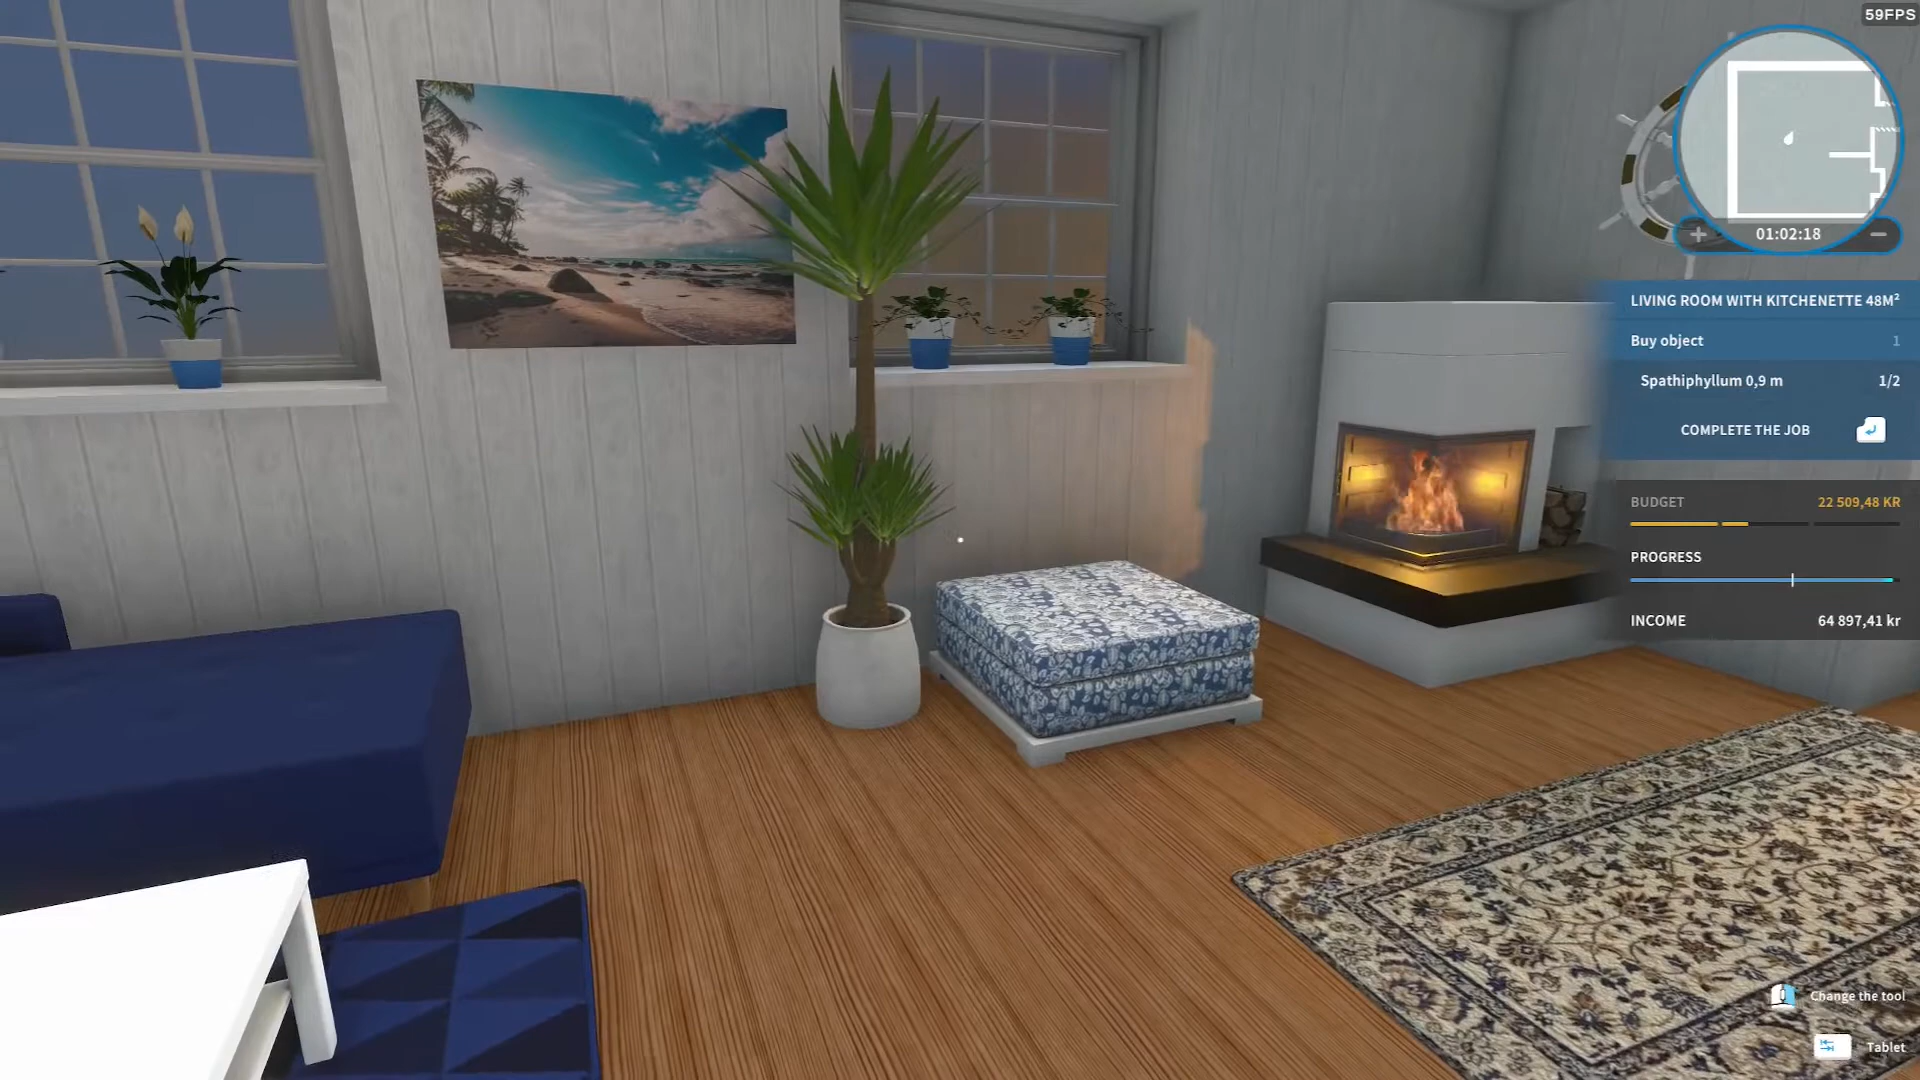 59FPS
01:02:18
LIVING ROOM WITH KITCHENETTE 48M²
Buy object 1
Spathiphyllum 0,9 m 1/2
COMPLETE THE JOB
BUDGET 22 509,48 KR
PROGRESS
INCOME 64 897,41 kr
Change the tool
Tablet